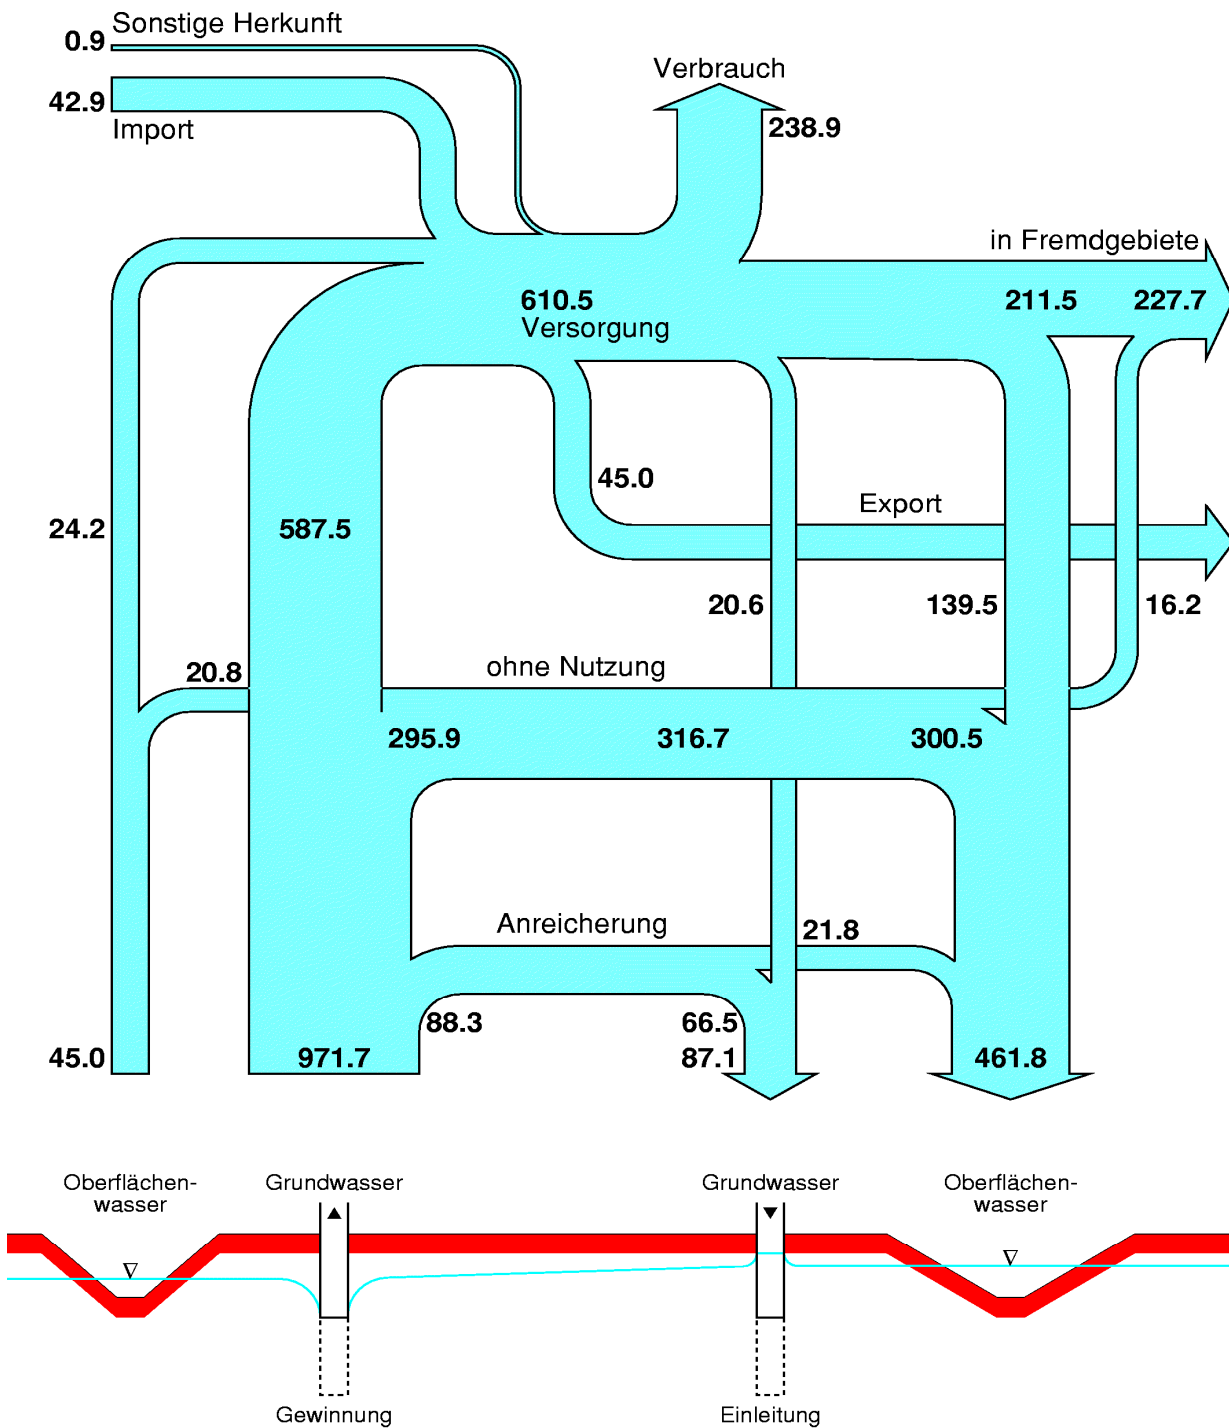 Sonstige Herkunft
0.9
42.9
Import
Verbrauch
238.9
in Fremdgebiete
610.5
Versorgung
211.5
227.7
45.0
Export
24.2
587.5
20.6
139.5
16.2
20.8
ohne Nutzung
295.9
316.7
300.5
Anreicherung
21.8
88.3
66.5
45.0
971.7
87.1
461.8
Oberflächen-
wasser
Grundwasser
Grundwasser
Oberflächen-
wasser
Gewinnung
Einleitung